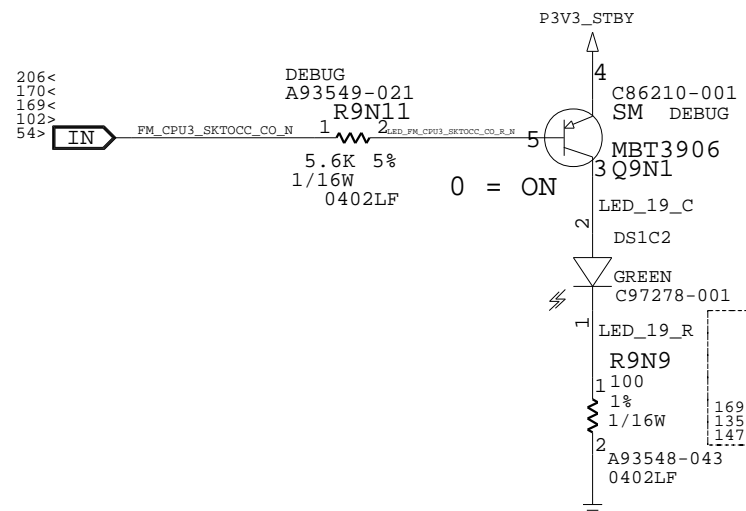 P3V3_STBY
206<
170<
169<
102>
54>
IN
FM_CPU3_SKTOCC_CO_N
DEBUG
A93549-021
R9N11
1
2
LED_FM_CPU3_SKTOCC_CO_R_N
5.6K 5%
1/16W
0402LF
0 = ON
4
C86210-001
SM DEBUG
5
MBT3906
3 Q9N1
LED_19_C
2
DS1C2
GREEN
C97278-001
1
LED_19_R
R9N9
1 100
1%
1/16W
2
A93548-043
0402LF
169
135
147